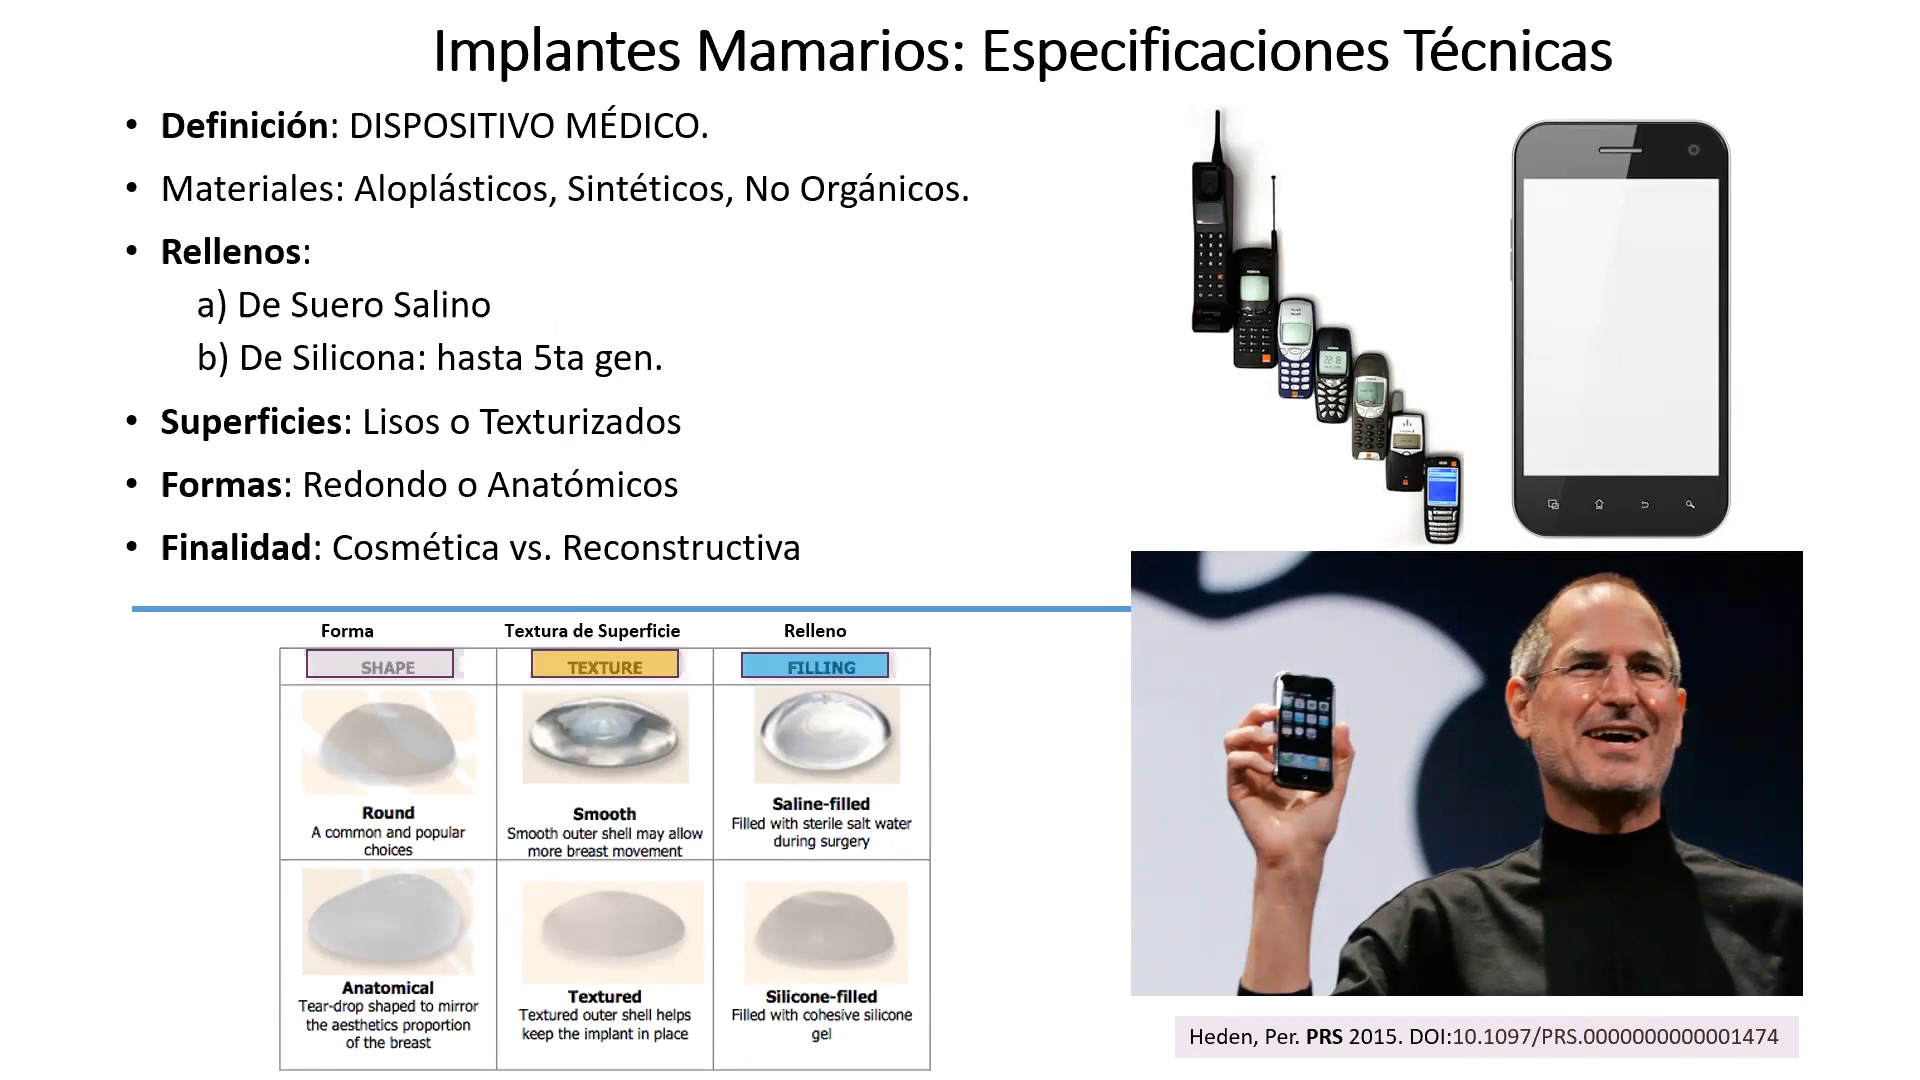 Implantes Mamarios: Especificaciones Técnicas
• Definición: DISPOSITIVO MÉDICO.
• Materiales: Aloplásticos, Sintéticos, No Orgánicos.
• Rellenos:
a) De Suero Salino
b) De Silicona: hasta 5ta gen.
• Superficies: Lisos o Texturizados
• Formas: Redondo o Anatómicos
• Finalidad: Cosmética vs. Reconstructiva
Forma
Textura de Superficie
Relleno
SHAPE
TEXTURE
FILLING
Round
A common and popular
choices
Smooth
Smooth outer shell may allow
more breast movement
Saline-filled
Filled with sterile salt water
during surgery
Anatomical
Tear-drop shaped to mirror
the aesthetics proportion
of the breast
Textured
Textured outer shell helps
keep the implant in place
Silicone-filled
Filled with cohesive silicone
gel
Heden, Per. PRS 2015. DOI:10.1097/PRS.0000000000001474